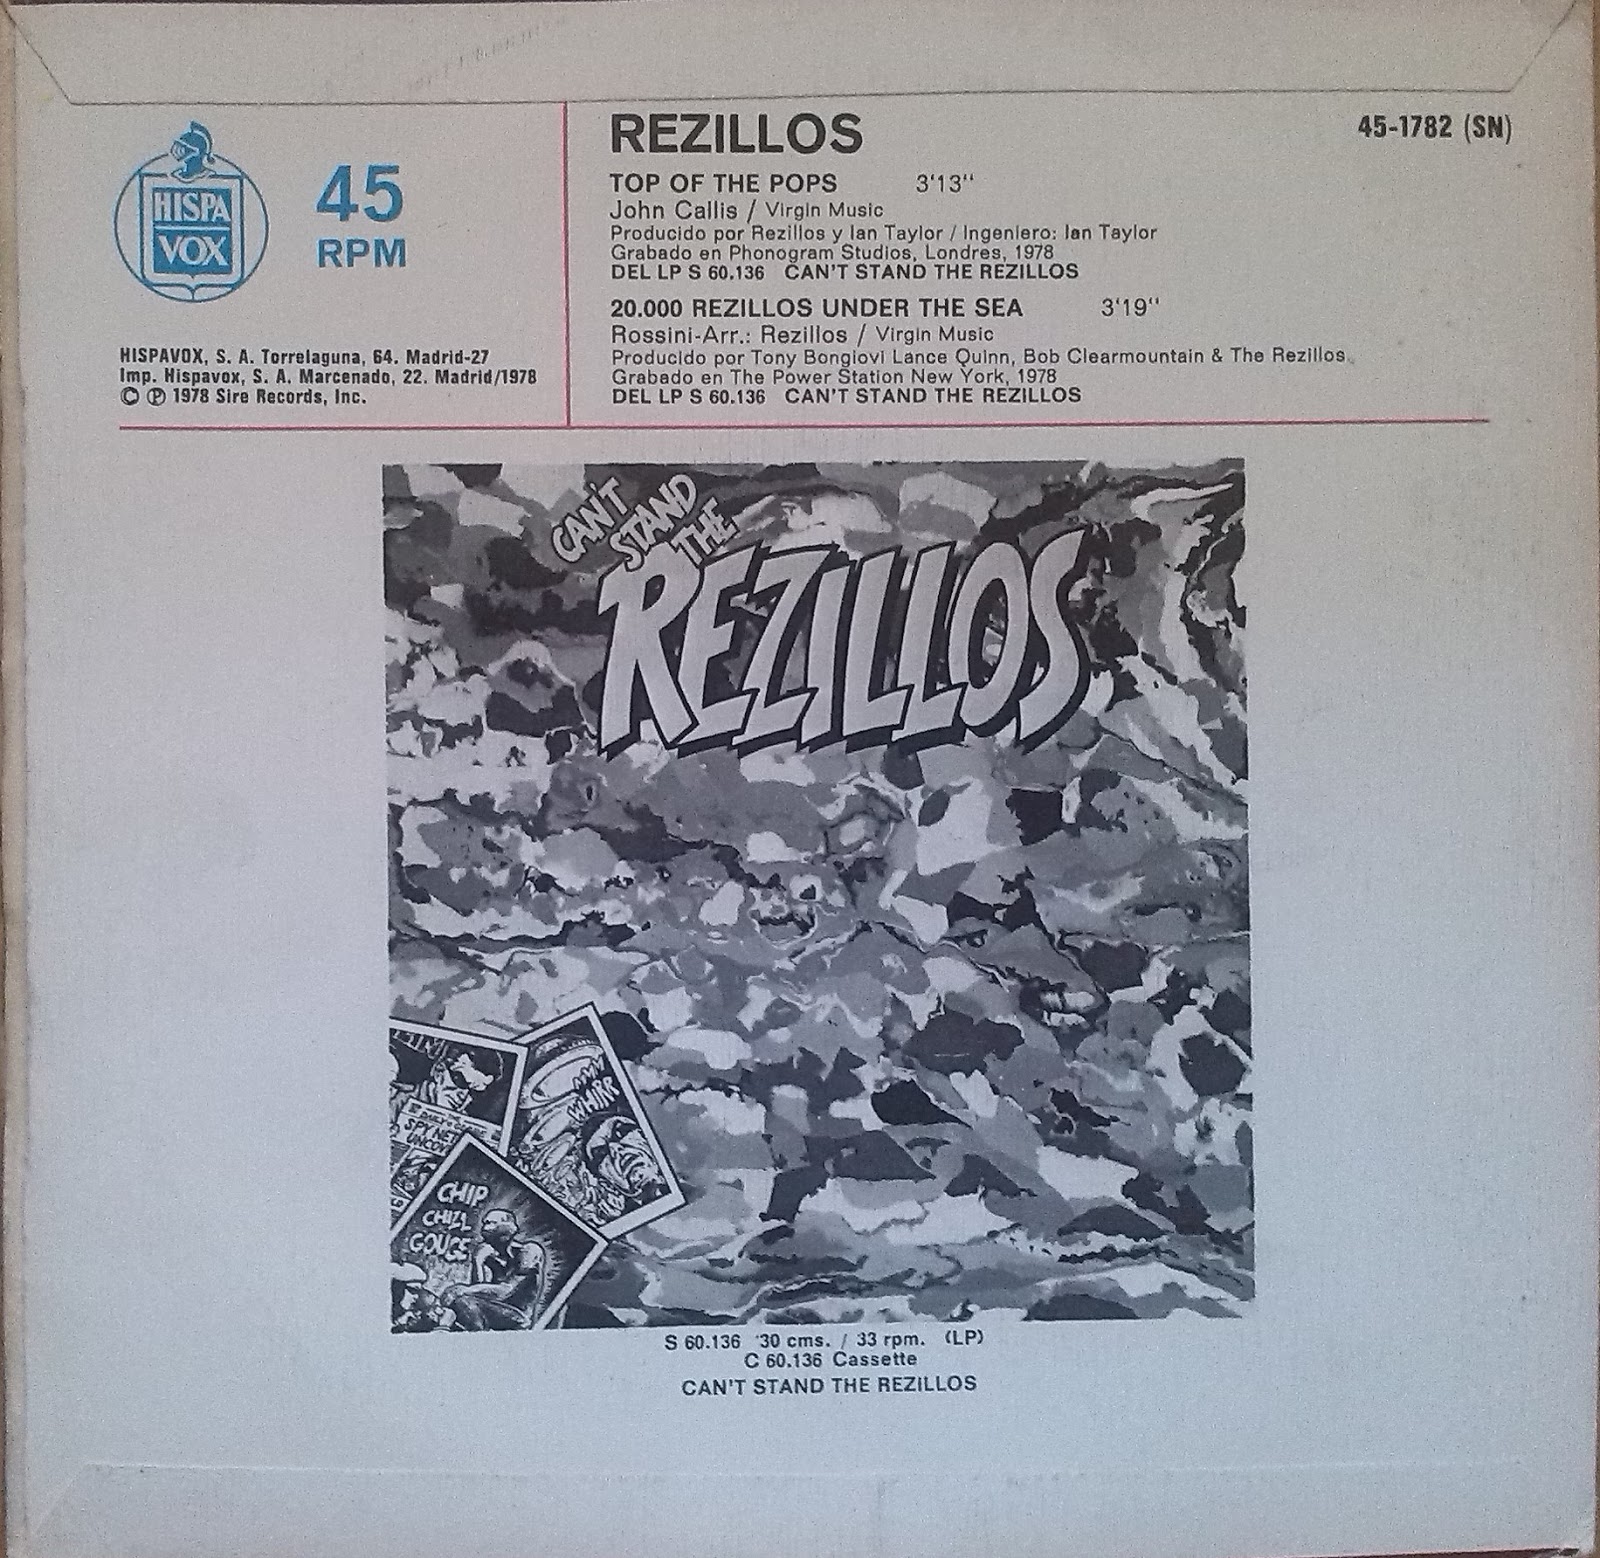 HISPA
VOX
45
RPM
HISPAVOX, S. A. Torrelaguna, 64. Madrid-27
Imp. Hispavox, S. A. Marcenado, 22. Madrid/1978
© ℗ 1978 Sire Records, Inc.
REZILLOS
45-1782 (SN)
TOP OF THE POPS 3'13"
John Callis / Virgin Music
Producido por Rezillos y Ian Taylor / Ingeniero: Ian Taylor
Grabado en Phonogram Studios, Londres, 1978
DEL LP S 60.136 CAN'T STAND THE REZILLOS
20.000 REZILLOS UNDER THE SEA 3'19"
Rossini-Arr.: Rezillos / Virgin Music
Producido por Tony Bongiovi Lance Quinn, Bob Clearmountain & The Rezillos.
Grabado en The Power Station New York, 1978
DEL LP S 60.136 CAN'T STAND THE REZILLOS
CAN'T
STAND
THE
REZILLOS
WHIRR
SPY NET
UNCOV
CHIP
CHILL
GOUGE
S 60.136 30 cms. / 33 rpm. (LP)
C 60.136 Cassette
CAN'T STAND THE REZILLOS